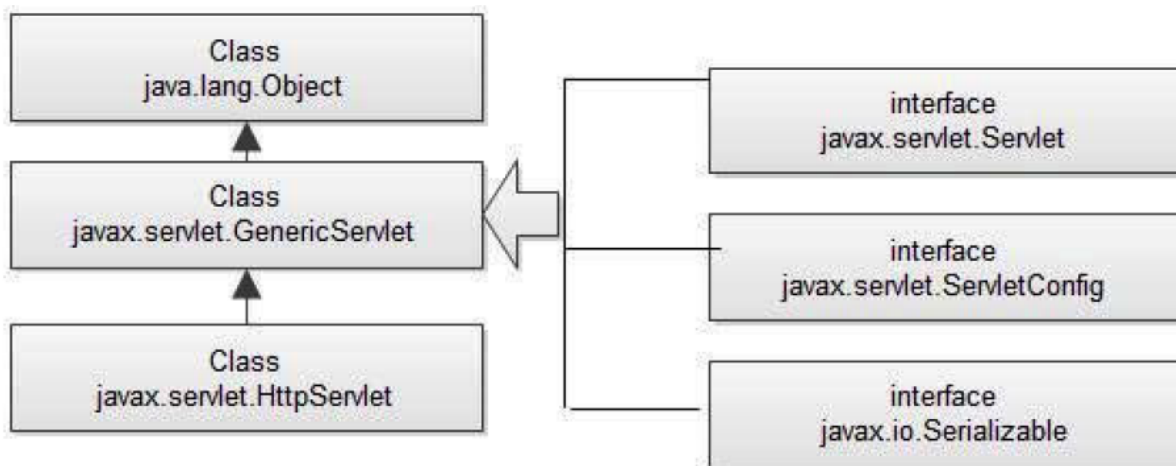 Class
java.lang.Object
Class
javax.servlet.GenericServlet
Class
javax.servlet.HttpServlet
interface
javax.servlet.Servlet
interface
javax.servlet.ServletConfig
interface
javax.io.Serializable